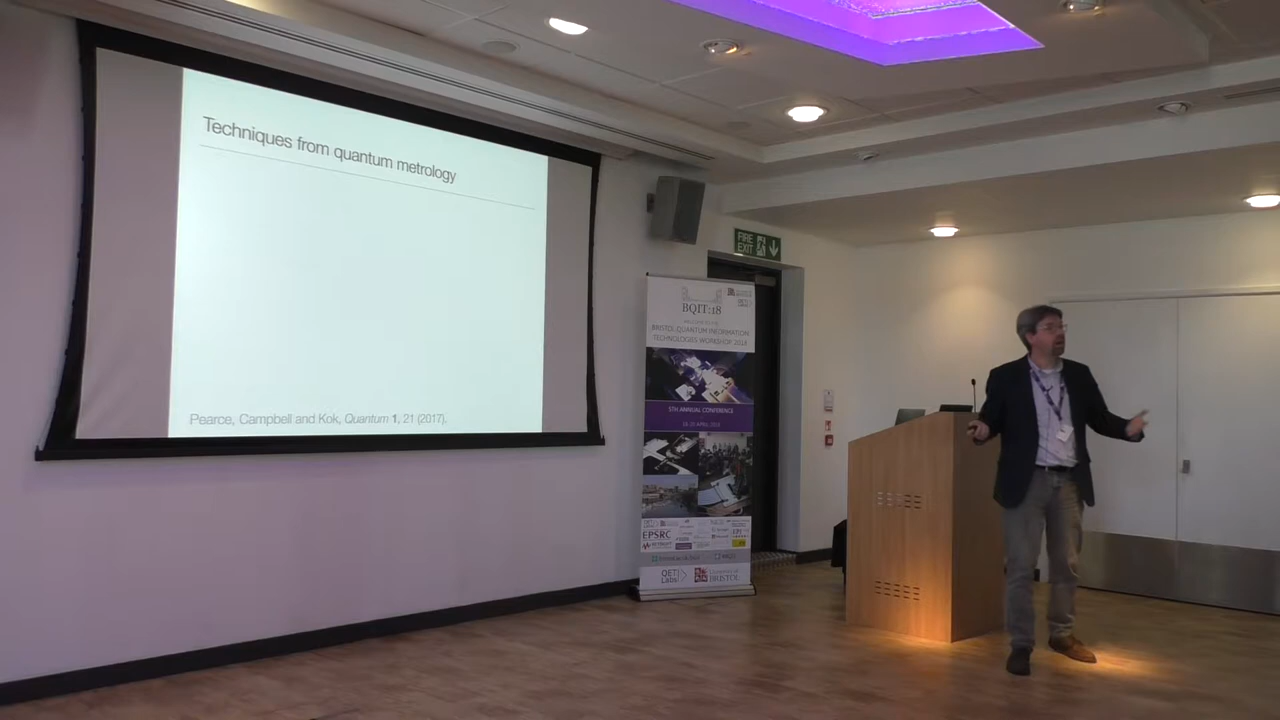 Techniques from quantum metrology
Pearce, Campbell and Kok, Quantum 1, 21 (2017).
FIRE
EXIT
BQIT:18
BRISTOL QUANTUM INFORMATION
TECHNOLOGIES WORKSHOP 2018
5TH ANNUAL CONFERENCE
EPSRC
QET
Labs
BRISTOL